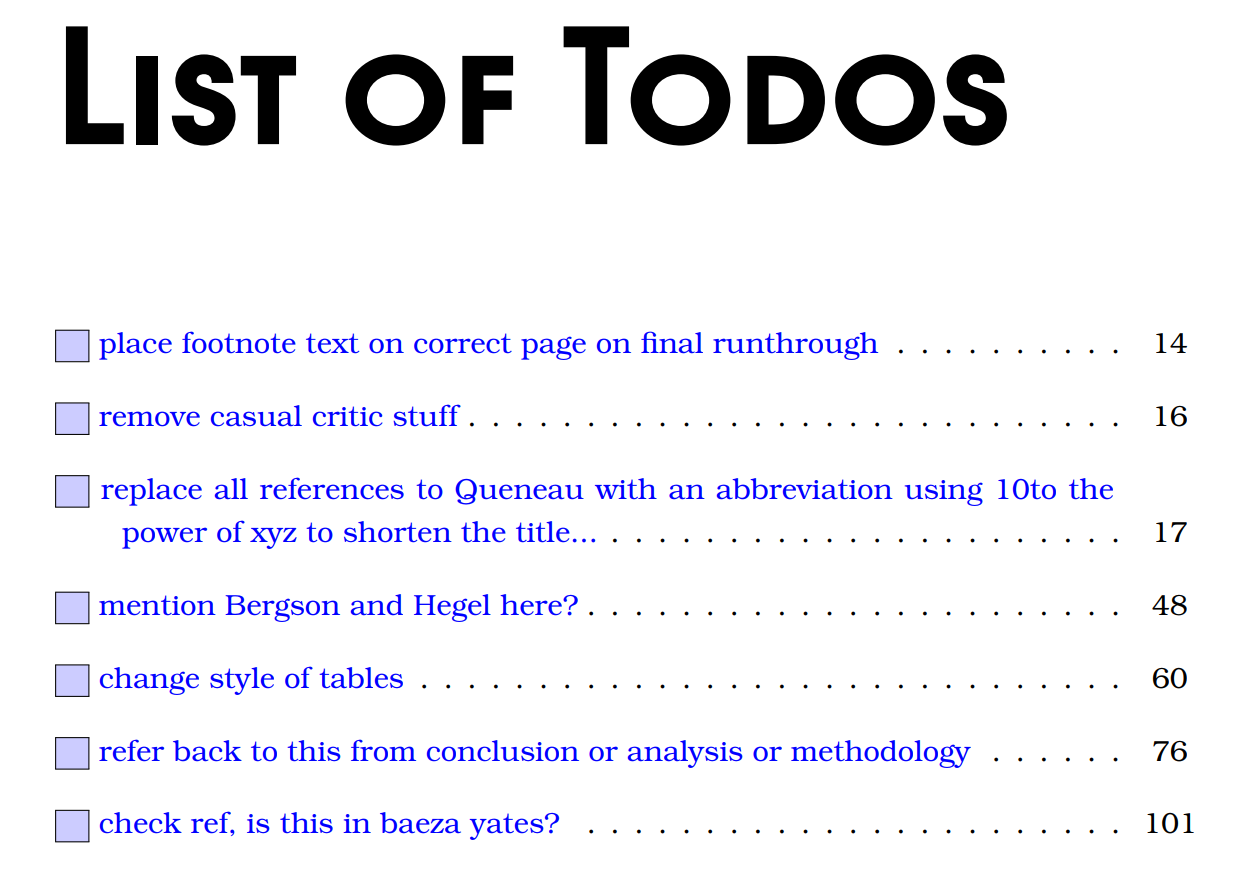 List of Todos
place footnote text on correct page on final runthrough . . . . . . . . . . 14
remove casual critic stuff . . . . . . . . . . . . . . . . . . . . . . . . . . . . 16
replace all references to Queneau with an abbreviation using 10to the
power of xyz to shorten the title... . . . . . . . . . . . . . . . . . . . . . . 17
mention Bergson and Hegel here? . . . . . . . . . . . . . . . . . . . . . . . 48
change style of tables . . . . . . . . . . . . . . . . . . . . . . . . . . . . . . 60
refer back to this from conclusion or analysis or methodology . . . . . . 76
check ref, is this in baeza yates? . . . . . . . . . . . . . . . . . . . . . . . 101